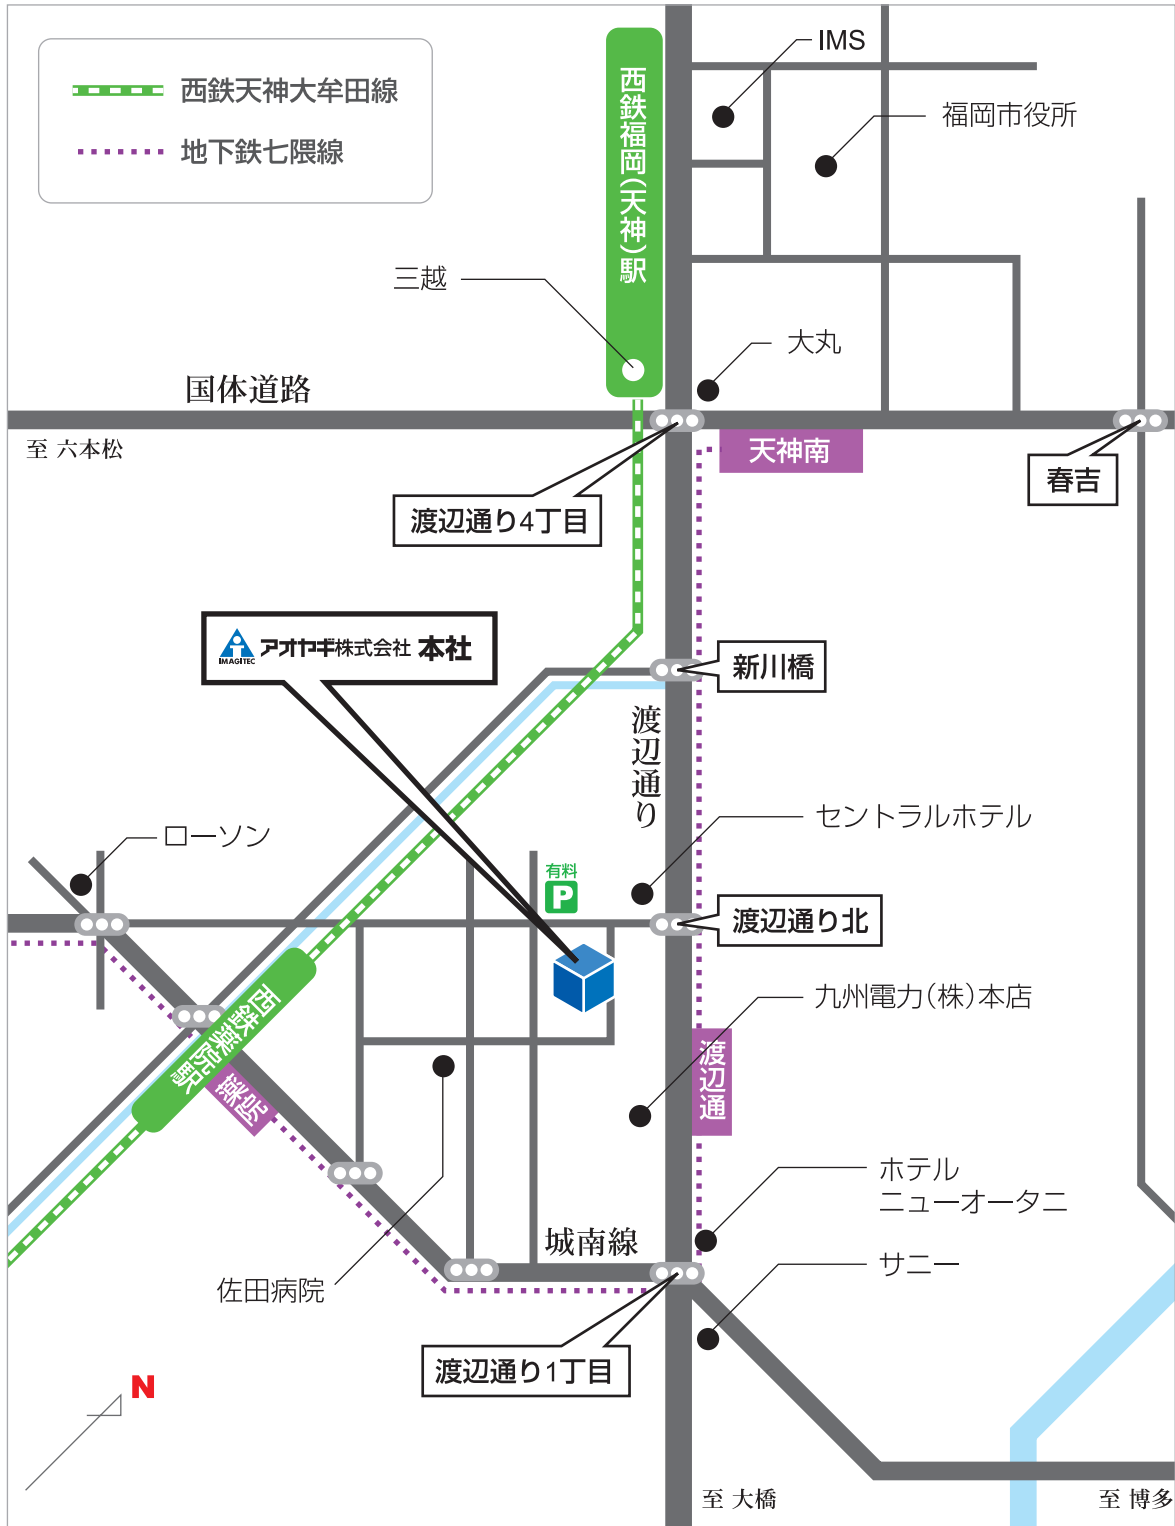 西鉄天神大牟田線
地下鉄七隈線
西鉄福岡(天神)駅
IMS
福岡市役所
三越
大丸
国体道路
至 六本松
天神南
春吉
渡辺通り4丁目
IMAGITEC
アオヤギ株式会社 本社
新川橋
渡辺通り
セントラルホテル
ローソン
有料
P
渡辺通り北
九州電力(株)本店
西鉄薬院駅
薬院
渡辺通
ホテル
ニューオータニ
城南線
サニー
佐田病院
渡辺通り1丁目
N
至 大橋
至 博多